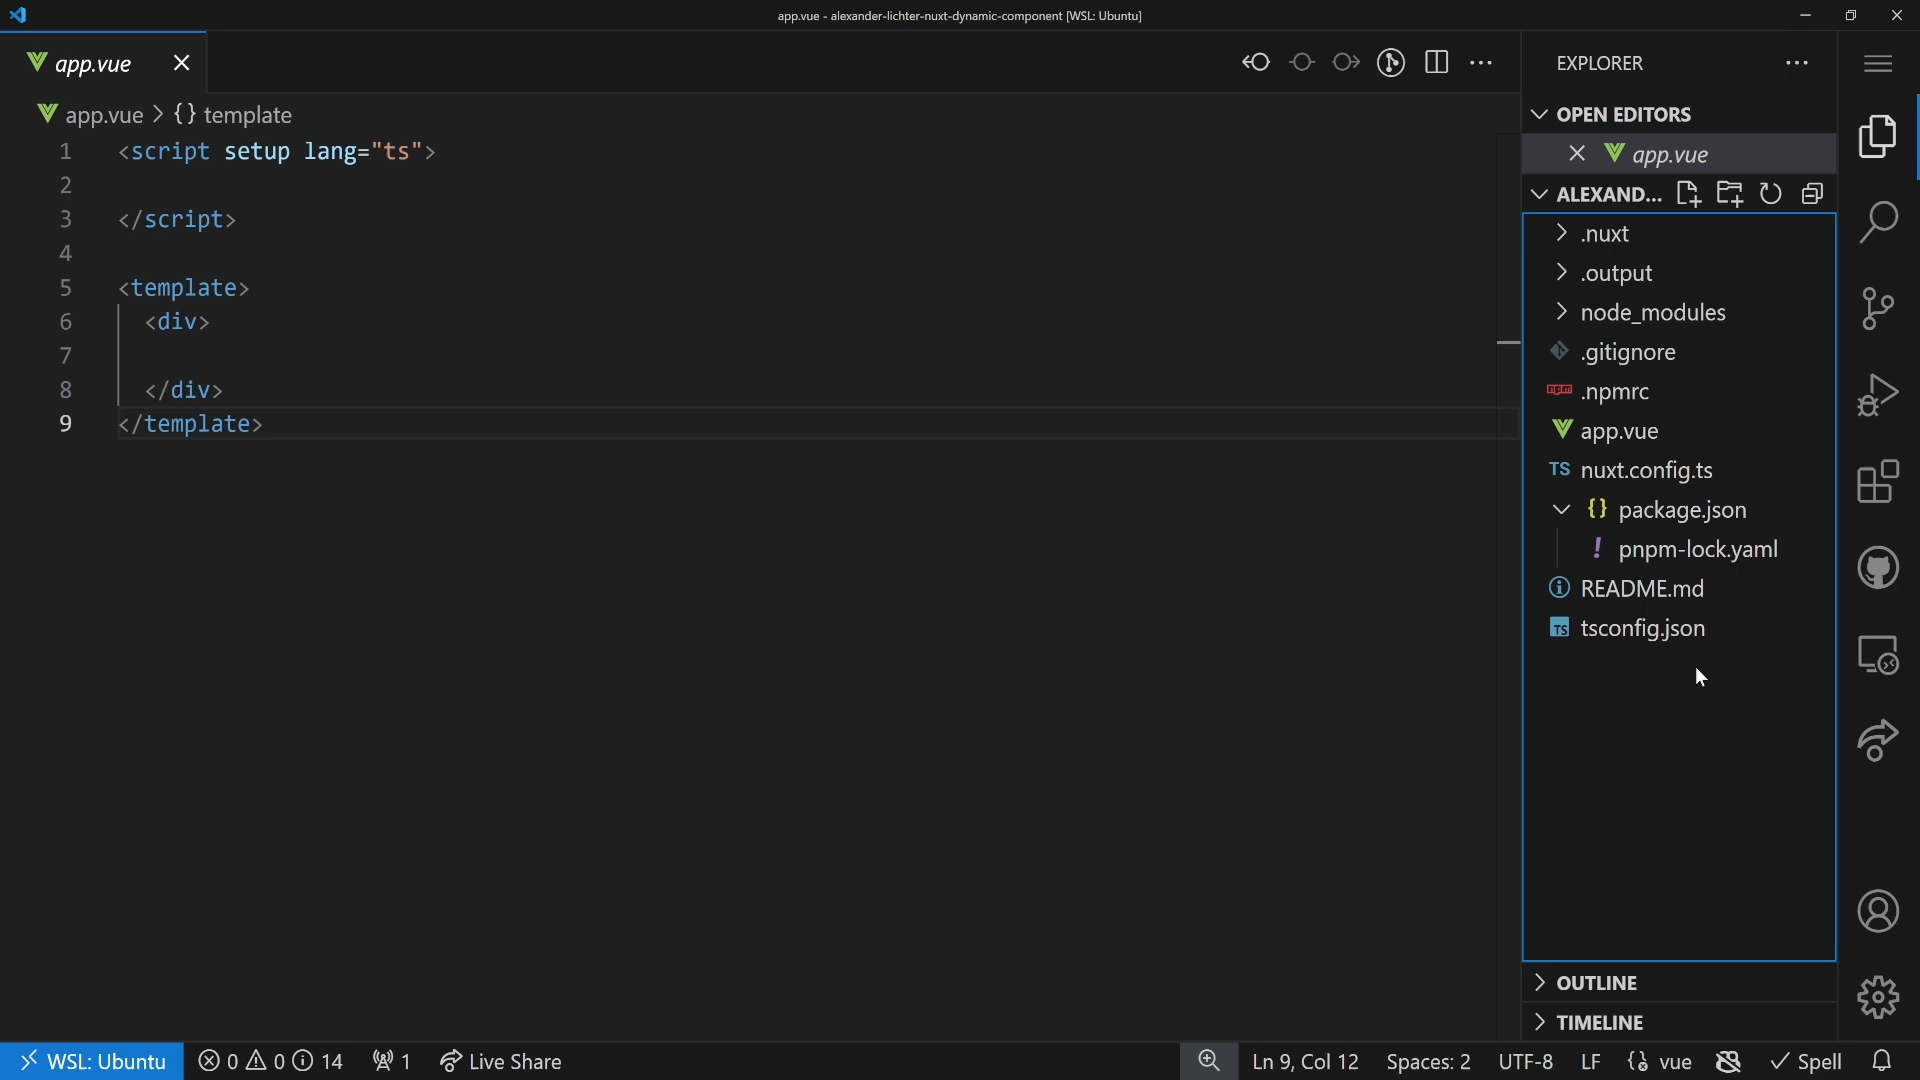 app.vue - alexander-lichter-nuxt-dynamic-component [WSL: Ubuntu]
app.vue
app.vue > {} template
1 <script setup lang="ts">
2
3 </script>
4
5 <template>
6 <div>
7
8 </div>
9 </template>
EXPLORER
OPEN EDITORS
app.vue
ALEXAND...
.nuxt
.output
node_modules
.gitignore
npm .npmrc
app.vue
TS nuxt.config.ts
{} package.json
! pnpm-lock.yaml
README.md
TS tsconfig.json
OUTLINE
TIMELINE
WSL: Ubuntu 0 0 14 1 Live Share Ln 9, Col 12 Spaces: 2 UTF-8 LF vue Spell